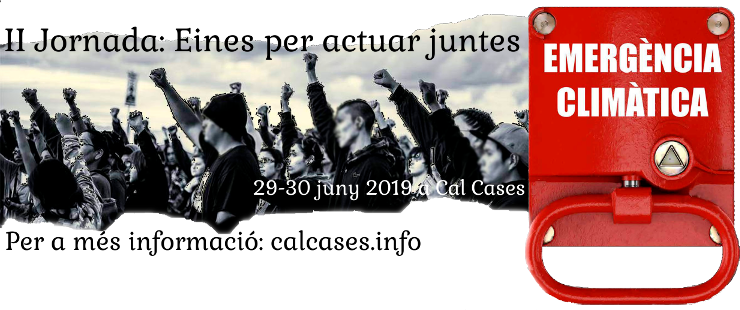 II Jornada: Eines per actuar juntes
EMERGÈNCIA
CLIMÀTICA
29-30 juny 2019 a Cal Cases
Per a més informació: calcases.info